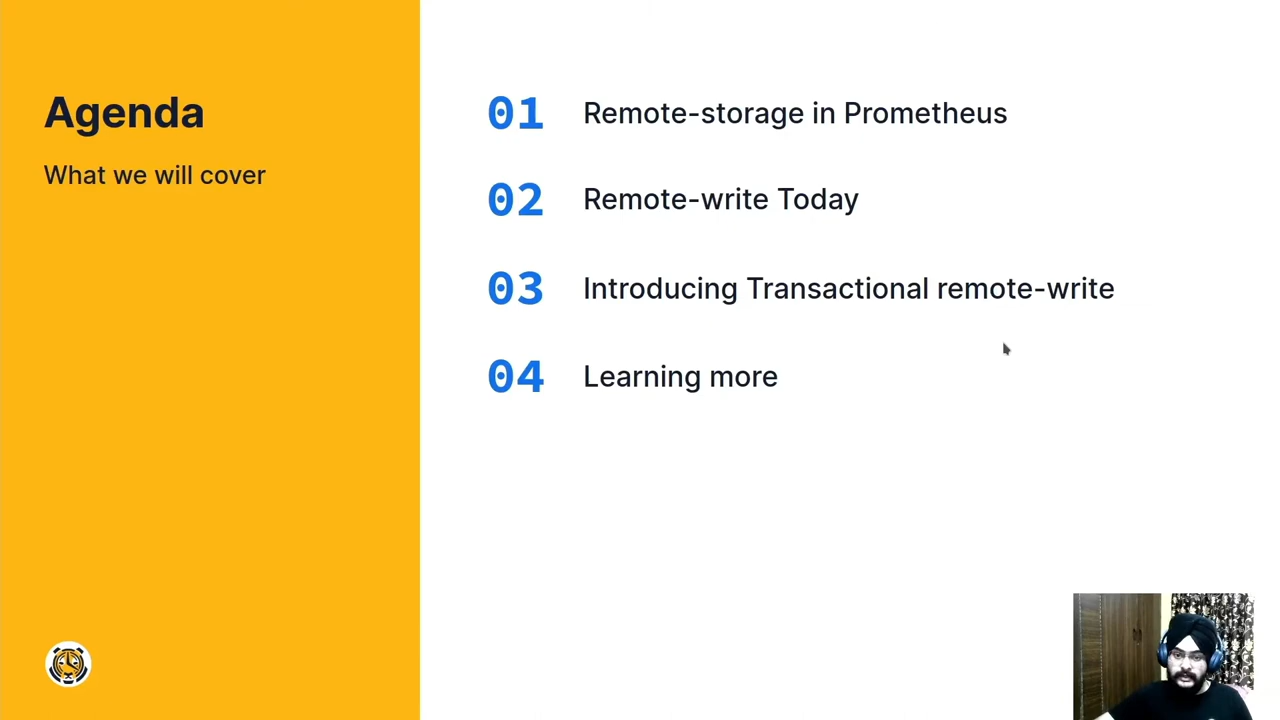 Agenda
What we will cover
01 Remote-storage in Prometheus
02 Remote-write Today
03 Introducing Transactional remote-write
04 Learning more